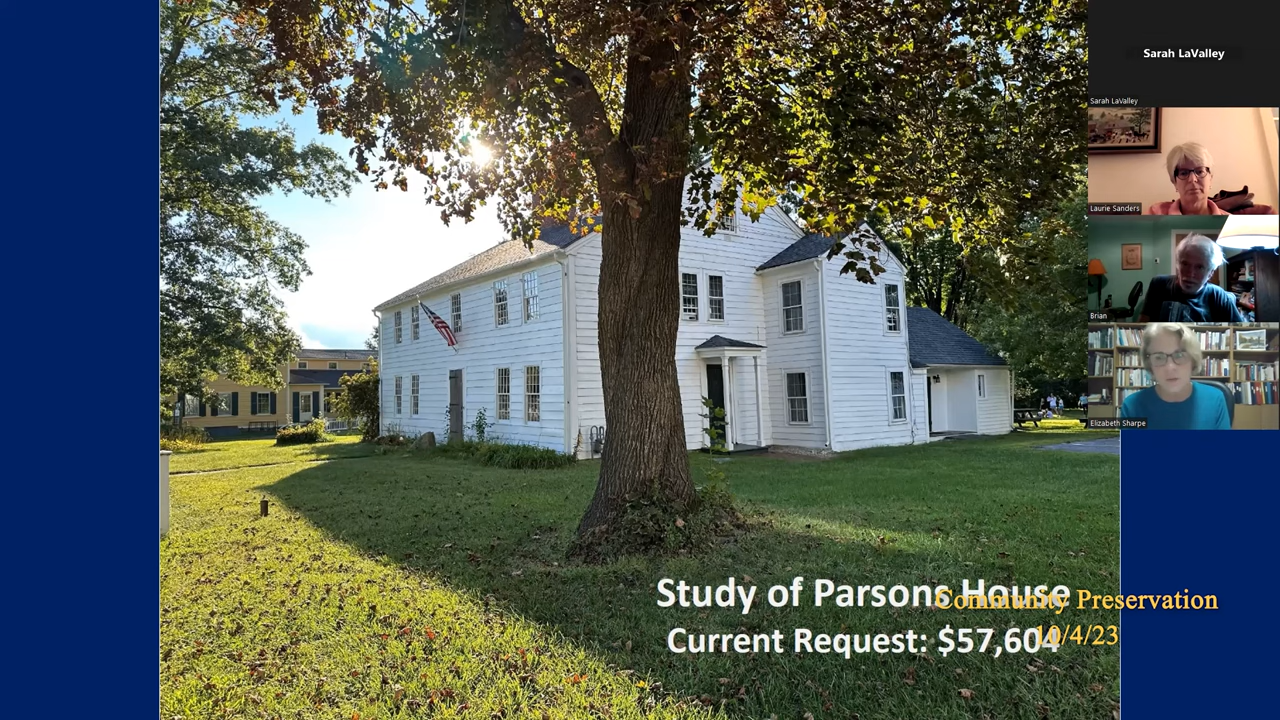 Sarah LaValley
Sarah LaValley
Laurie Sanders
Brian
Elizabeth Sharpe
Study of Parsons House
Community Preservation
Current Request: $57,604
10/4/23